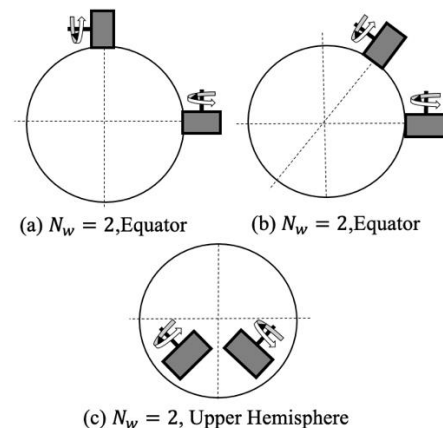 (a) N_w = 2,Equator
(b) N_w = 2,Equator
(c) N_w = 2, Upper Hemisphere